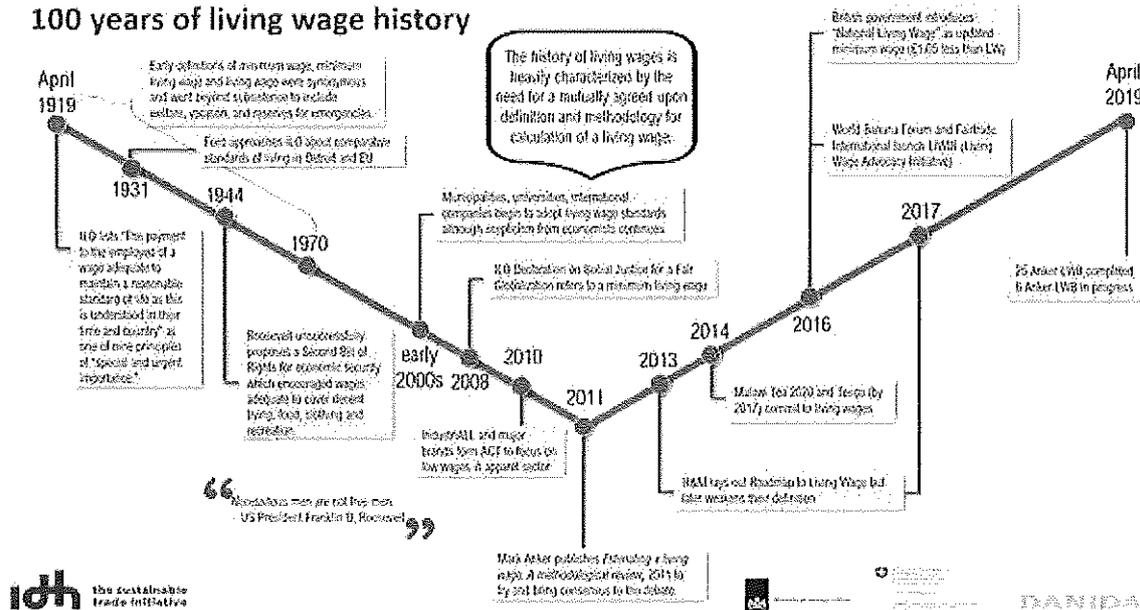 100 years of living wage history
April
1919
Early definitions of minimum wage, minimum
living wage and living wage were synonymous
and went beyond subsistence to include
welfare, vacation, and reserves for emergencies.
Ford approaches ILO about comparative
standards of living in Detroit and EU
1931
1944
1970
The history of living wages is
heavily characterized by the
need for a mutually agreed upon
definition and methodology for
calculation of a living wage.
British government introduces
"National Living Wage" as updated
minimum wage (£1.05 less than LW)
April
2019
World Banana Forum and Fairtrade
International launch (Living
Wage Advocacy Initiative)
Municipalities, universities, international
companies begin to adopt living wage standards
although skepticism from economists continues
ILO Declaration on Social Justice for a Fair
Globalization refers to a minimum living wage
2017
25 Anker LWB completed
6 Anker LWB in progress
ILO lists "The payment
to the employed of a
wage adequate to
maintain a reasonable
standard of life as this
is understood in their
time and country" as
one of nine principles
of "special and urgent
importance."
Roosevelt unsuccessfully
proposes a Second Bill of
Rights for economic security
which encouraged wages
adequate to cover decent
living, food, clothing and
recreation.
early
2000s
2008
2010
2011
2013
2014
2016
Malawi Tea 2020 and Tesco (by
2017) commit to living wages
IndustriALL and major
brands form ACT to focus on
low wages in apparel sector
H&M lays out Roadmap to Living Wage but
later weakens their definition
"Necessitous men are not free men
US President Franklin D. Roosevelt"
Mark Anker publishes Estimating a living
wage: A methodological review, 2011 to
try and bring consensus to the debate.
idh the sustainable
trade initiative
DANIDA